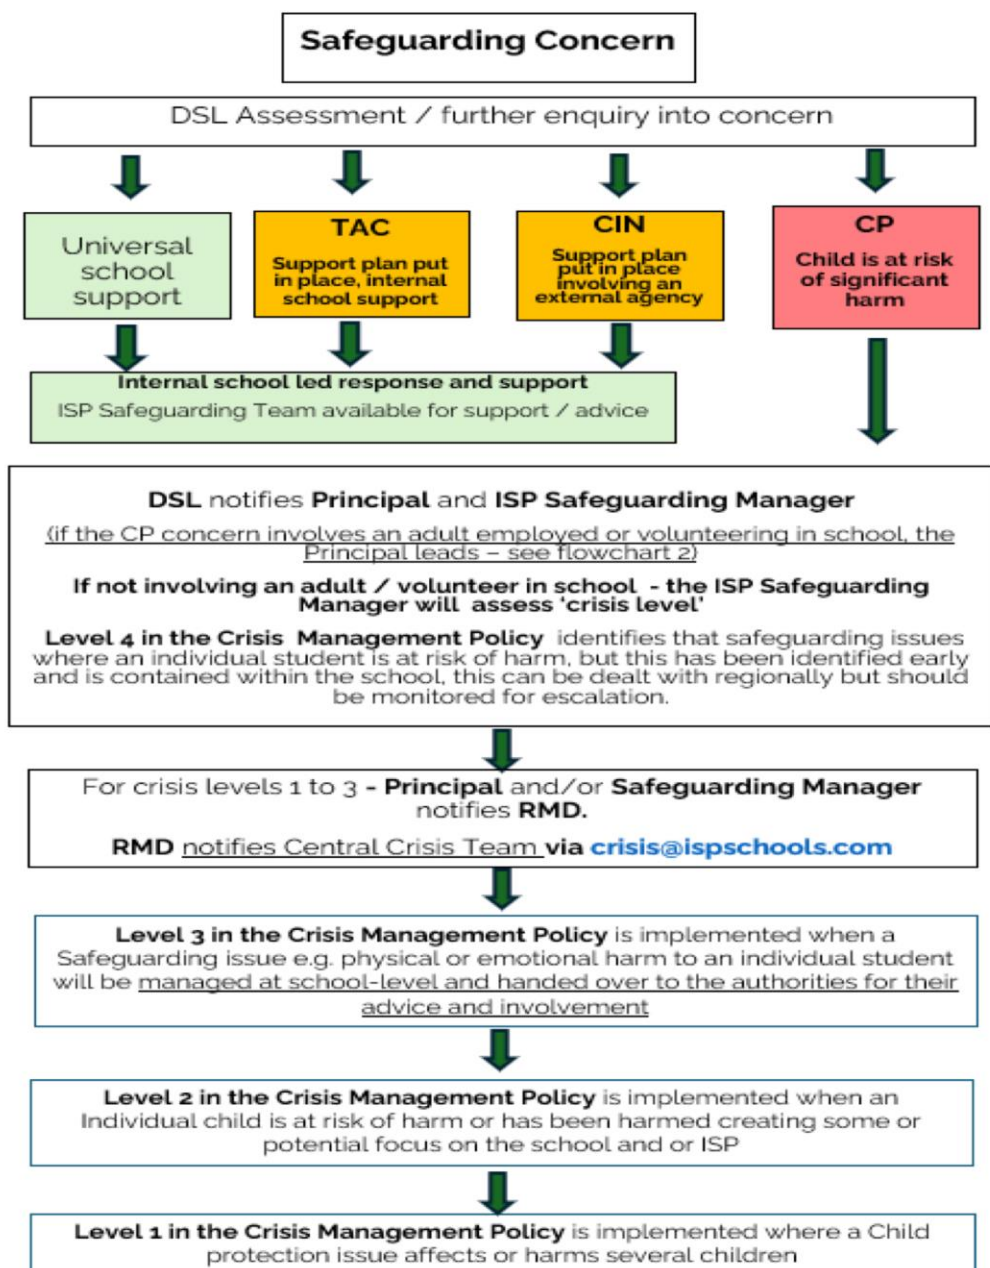 Safeguarding Concern
DSL Assessment / further enquiry into concern
Universal
school
support
TAC
Support plan put
in place, internal
school support
CIN
Support plan
put in place
involving an
external agency
CP
Child is at risk
of significant
harm
Internal school led response and support
ISP Safeguarding Team available for support / advice
DSL notifies Principal and ISP Safeguarding Manager
(if the CP concern involves an adult employed or volunteering in school, the
Principal leads – see flowchart 2)
If not involving an adult / volunteer in school - the ISP Safeguarding
Manager will assess ‘crisis level’
Level 4 in the Crisis Management Policy identifies that safeguarding issues
where an individual student is at risk of harm, but this has been identified early
and is contained within the school, this can be dealt with regionally but should
be monitored for escalation.
For crisis levels 1 to 3 - Principal and/or Safeguarding Manager
notifies RMD.
RMD notifies Central Crisis Team via crisis@ispschools.com
Level 3 in the Crisis Management Policy is implemented when a
Safeguarding issue e.g. physical or emotional harm to an individual student
will be managed at school-level and handed over to the authorities for their
advice and involvement
Level 2 in the Crisis Management Policy is implemented when an
Individual child is at risk of harm or has been harmed creating some or
potential focus on the school and or ISP
Level 1 in the Crisis Management Policy is implemented where a Child
protection issue affects or harms several children